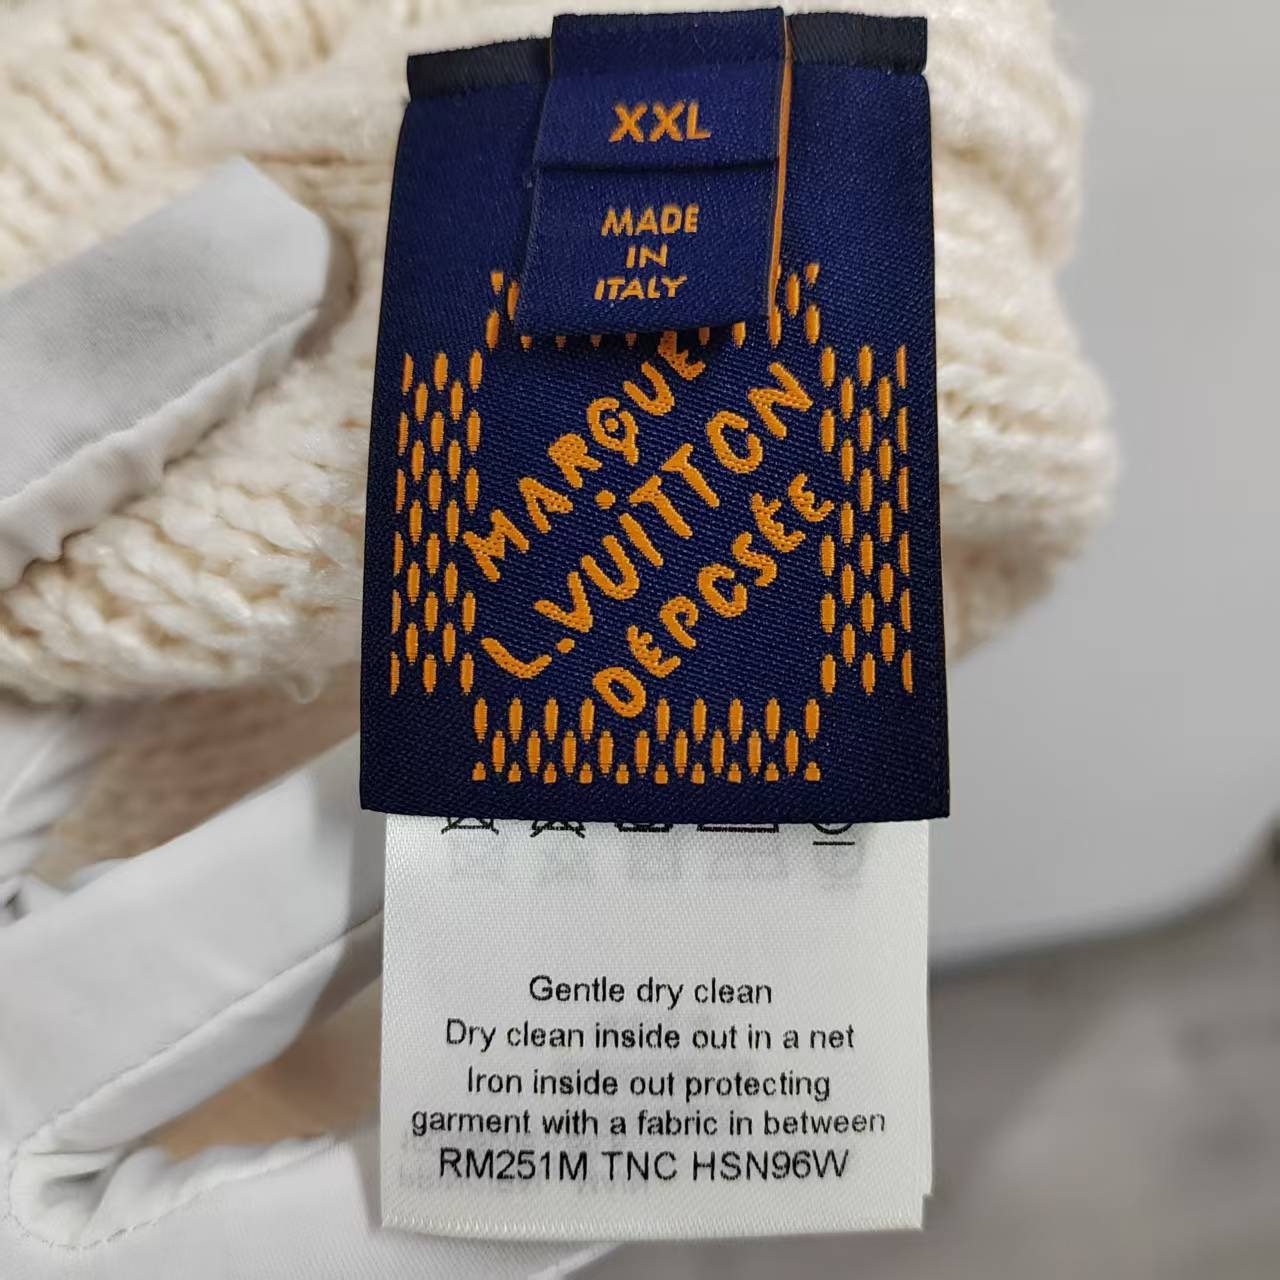 XXL
MADE
IN
ITALY
MARQUE
L.VUITTON
DÉPOSÉE
Gentle dry clean
Dry clean inside out in a net
Iron inside out protecting
garment with a fabric in between
RM251M TNC HSN96W